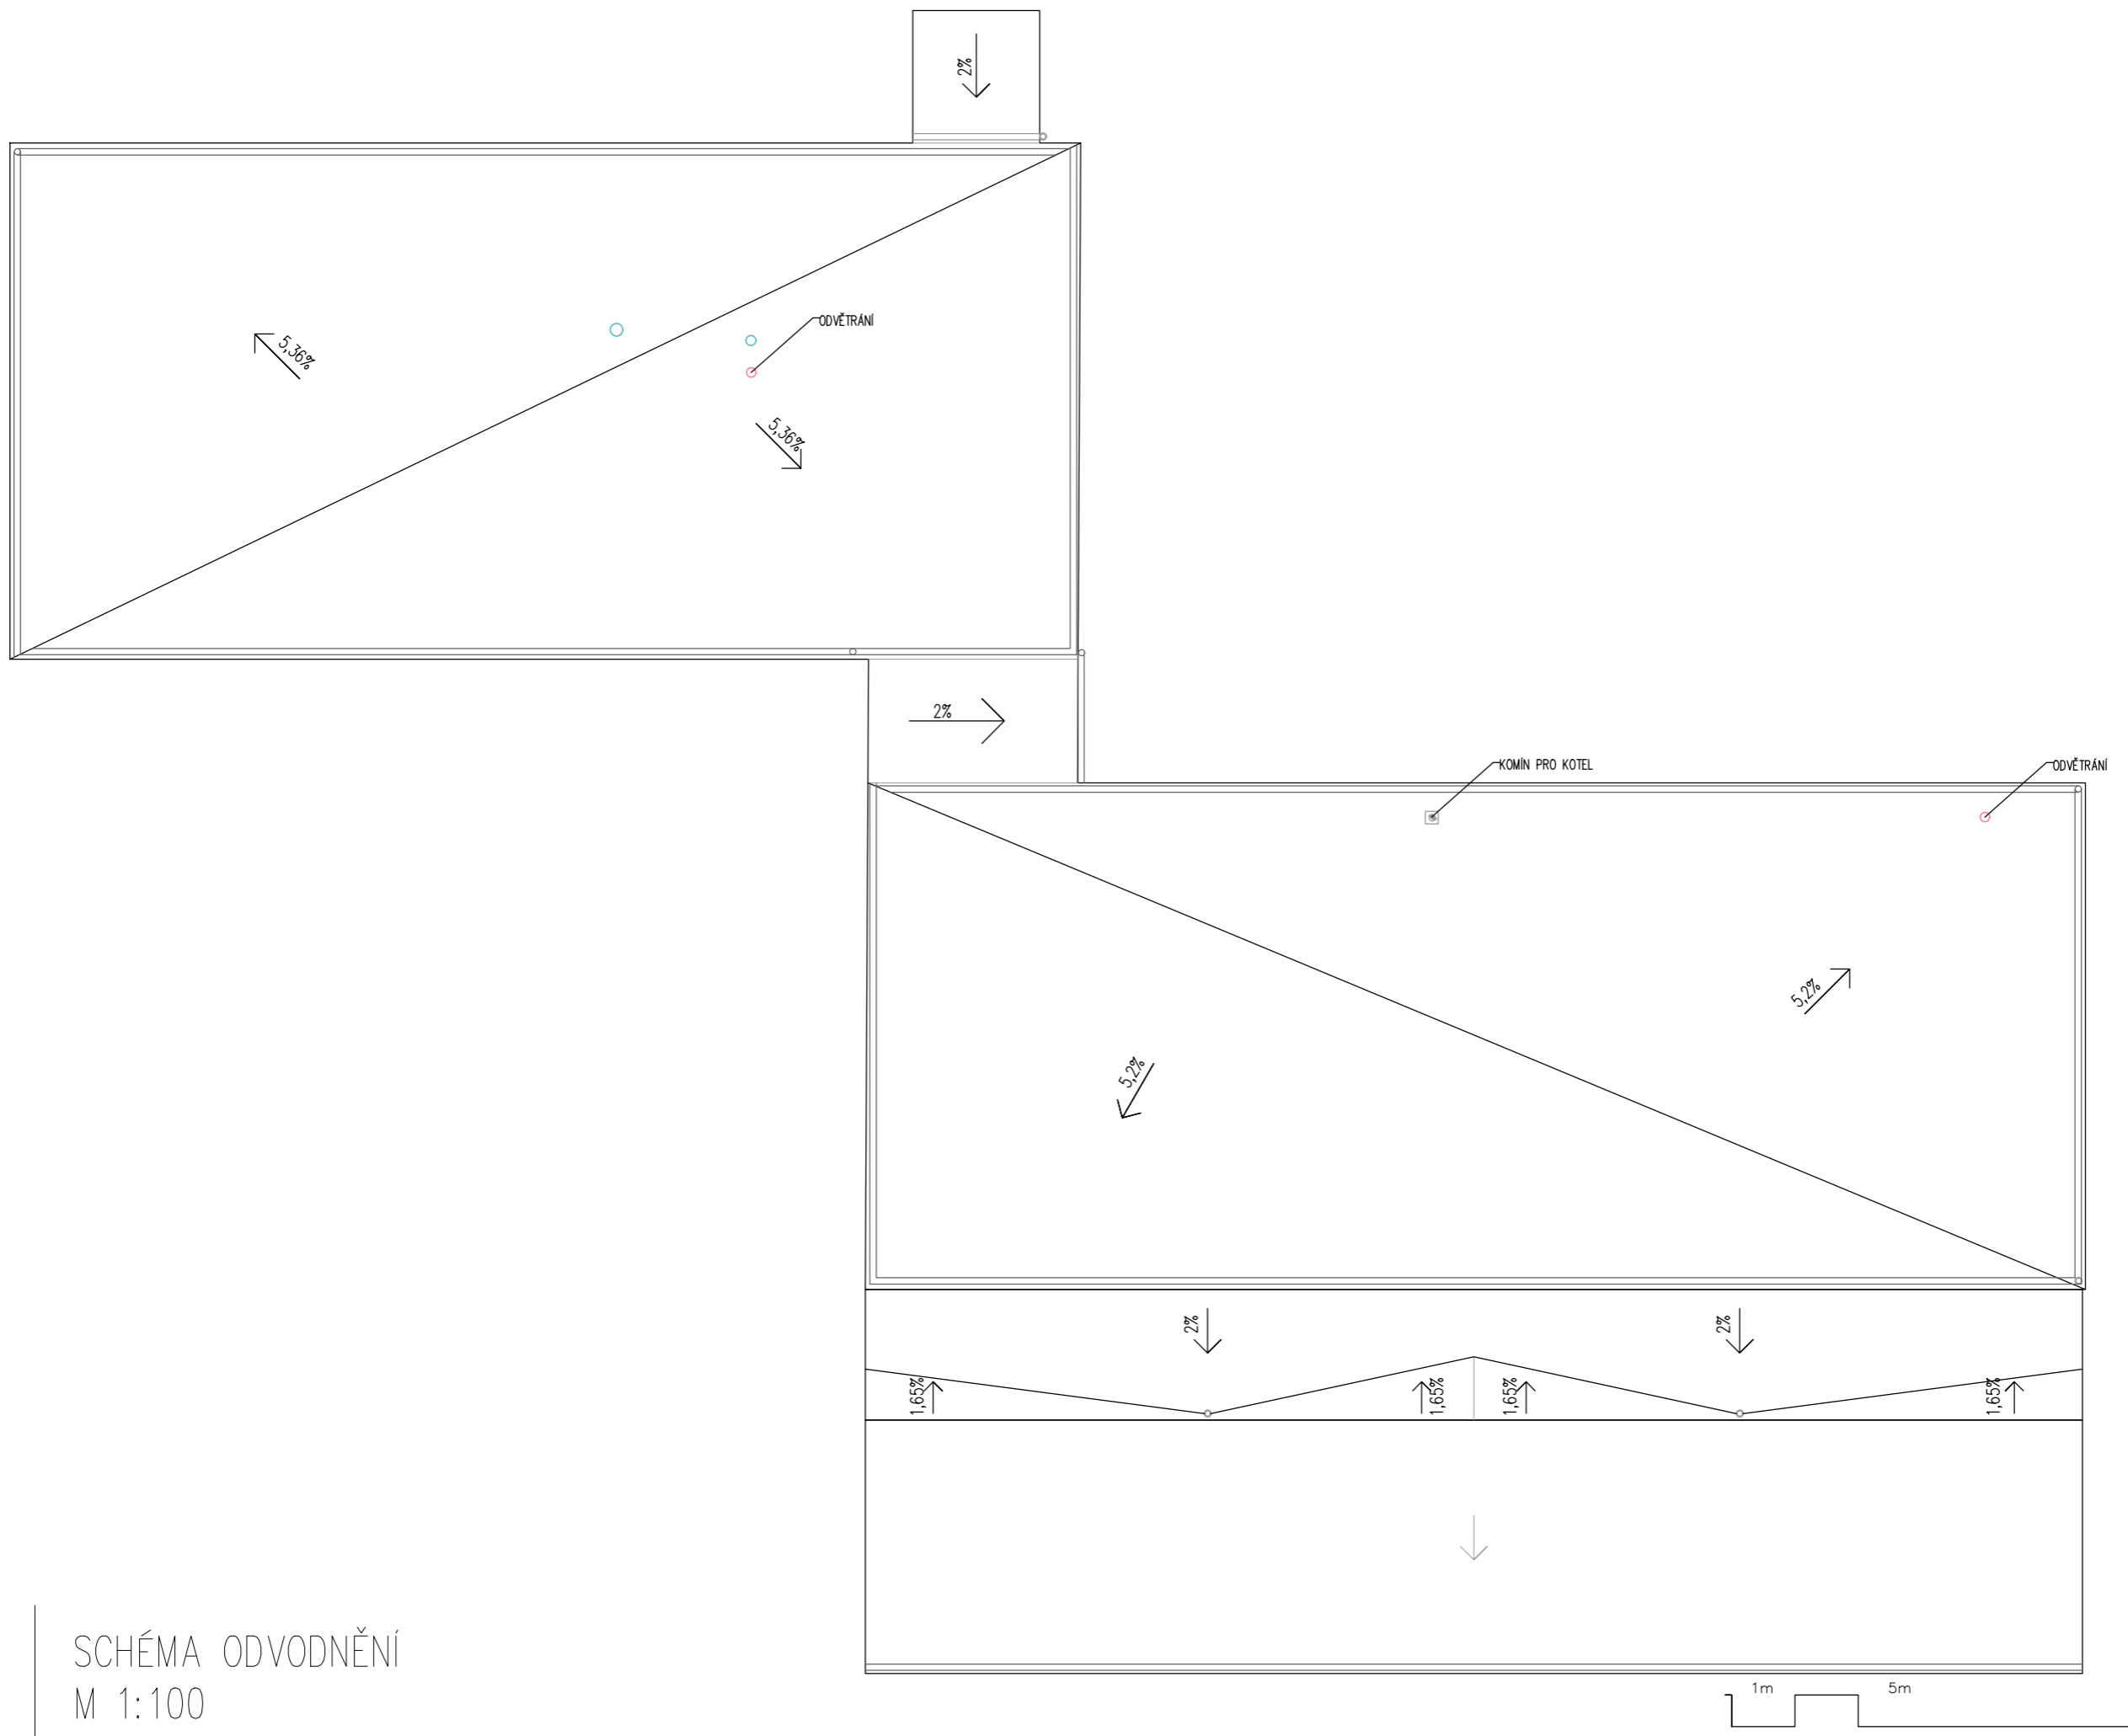 2%
ODVĚTRÁNÍ
5,36%
5,36%
2%
KOMÍN PRO KOTEL
ODVĚTRÁNÍ
5,2%
5,2%
2%
2%
1,65%
1,65%
1,65%
1,65%
SCHÉMA ODVODNĚNÍ
M 1:100
1m
5m